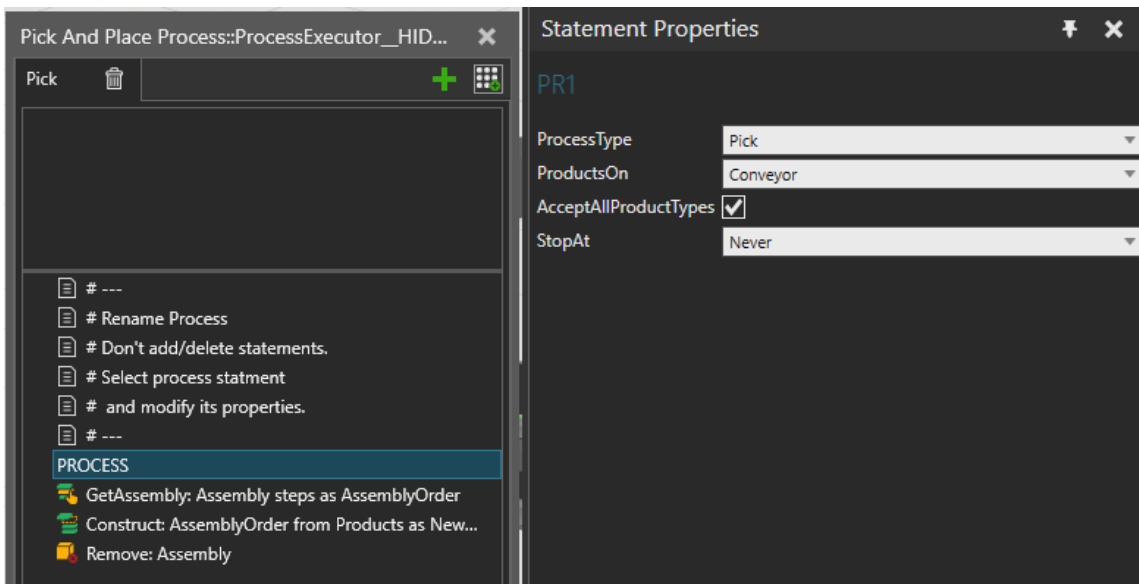 Pick And Place Process::ProcessExecutor__HID...
Pick
# ---
# Rename Process
# Don't add/delete statements.
# Select process statment
#  and modify its properties.
# ---
PROCESS
GetAssembly: Assembly steps as AssemblyOrder
Construct: AssemblyOrder from Products as New...
Remove: Assembly
Statement Properties
PR1
ProcessType Pick
ProductsOn Conveyor
AcceptAllProductTypes
StopAt Never